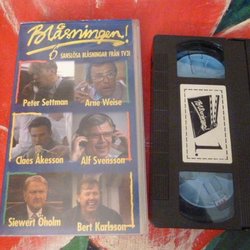 Blåsningen!
6 SANSLÖSA BLÅSNINGAR FRÅN TV3!
Peter Settman
Arne Weise
Claes Åkesson
Alf Svensson
Siewert Öholm
Bert Karlsson
Blåsningen!
1